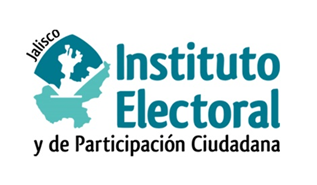 Jalisco
Instituto
Electoral
y de Participación Ciudadana